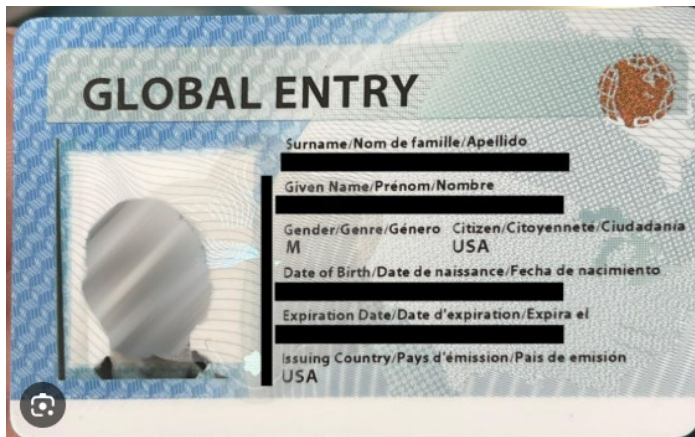 GLOBAL ENTRY
Surname/Nom de famille/Apellido
Given Name/Prénom/Nombre
Gender/Genre/Género Citizen/Citoyenneté/Ciudadanía
M USA
Date of Birth/Date de naissance/Fecha de nacimiento
Expiration Date/Date d'expiration/Expira el
Issuing Country/Pays d'émission/Pais de emisión
USA